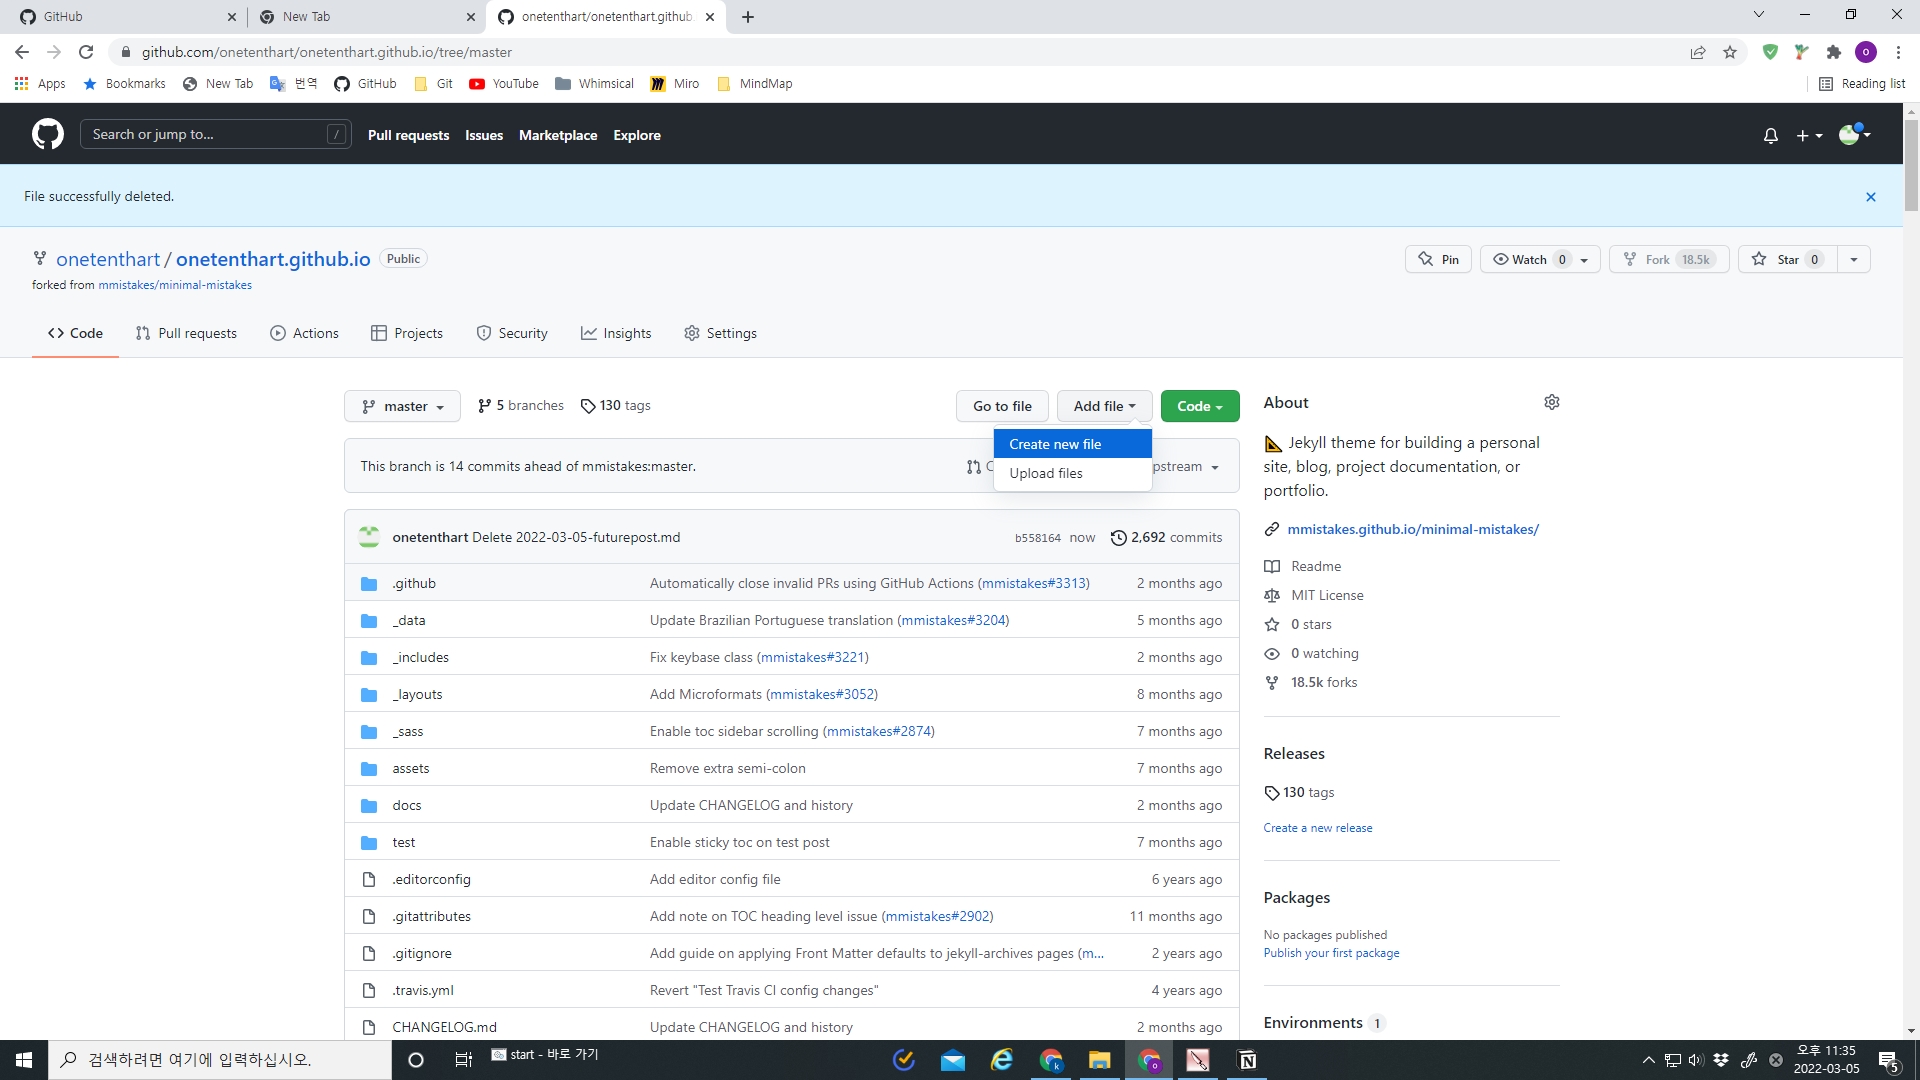 GitHub
New Tab
onetenthart/onetenthart.github
github.com/onetenthart/onetenthart.github.io/tree/master
Apps
Bookmarks
New Tab
번역
GitHub
Git
YouTube
Whimsical
Miro
MindMap
Reading list
Search or jump to...
/
Pull requests
Issues
Marketplace
Explore
File successfully deleted.
onetenthart / onetenthart.github.io
Public
forked from mmistakes/minimal-mistakes
Pin
Watch 0
Fork 18.5k
Star 0
Code
Pull requests
Actions
Projects
Security
Insights
Settings
master
5 branches
130 tags
Go to file
Add file
Code
Create new file
Upload files
This branch is 14 commits ahead of mmistakes:master.
C
pstream
onetenthart Delete 2022-03-05-futurepost.md
b558164 now
2,692 commits
.github
Automatically close invalid PRs using GitHub Actions (mmistakes#3313)
2 months ago
_data
Update Brazilian Portuguese translation (mmistakes#3204)
5 months ago
_includes
Fix keybase class (mmistakes#3221)
2 months ago
_layouts
Add Microformats (mmistakes#3052)
8 months ago
_sass
Enable toc sidebar scrolling (mmistakes#2874)
7 months ago
assets
Remove extra semi-colon
7 months ago
docs
Update CHANGELOG and history
2 months ago
test
Enable sticky toc on test post
7 months ago
.editorconfig
Add editor config file
6 years ago
.gitattributes
Add note on TOC heading level issue (mmistakes#2902)
11 months ago
.gitignore
Add guide on applying Front Matter defaults to jekyll-archives pages (m...
2 years ago
.travis.yml
Revert "Test Travis CI config changes"
4 years ago
CHANGELOG.md
Update CHANGELOG and history
2 months ago
About
Jekyll theme for building a personal
site, blog, project documentation, or
portfolio.
mmistakes.github.io/minimal-mistakes/
Readme
MIT License
0 stars
0 watching
18.5k forks
Releases
130 tags
Create a new release
Packages
No packages published
Publish your first package
Environments 1
검색하려면 여기에 입력하십시오.
start - 바로 가기
오후 11:35
2022-03-05
5